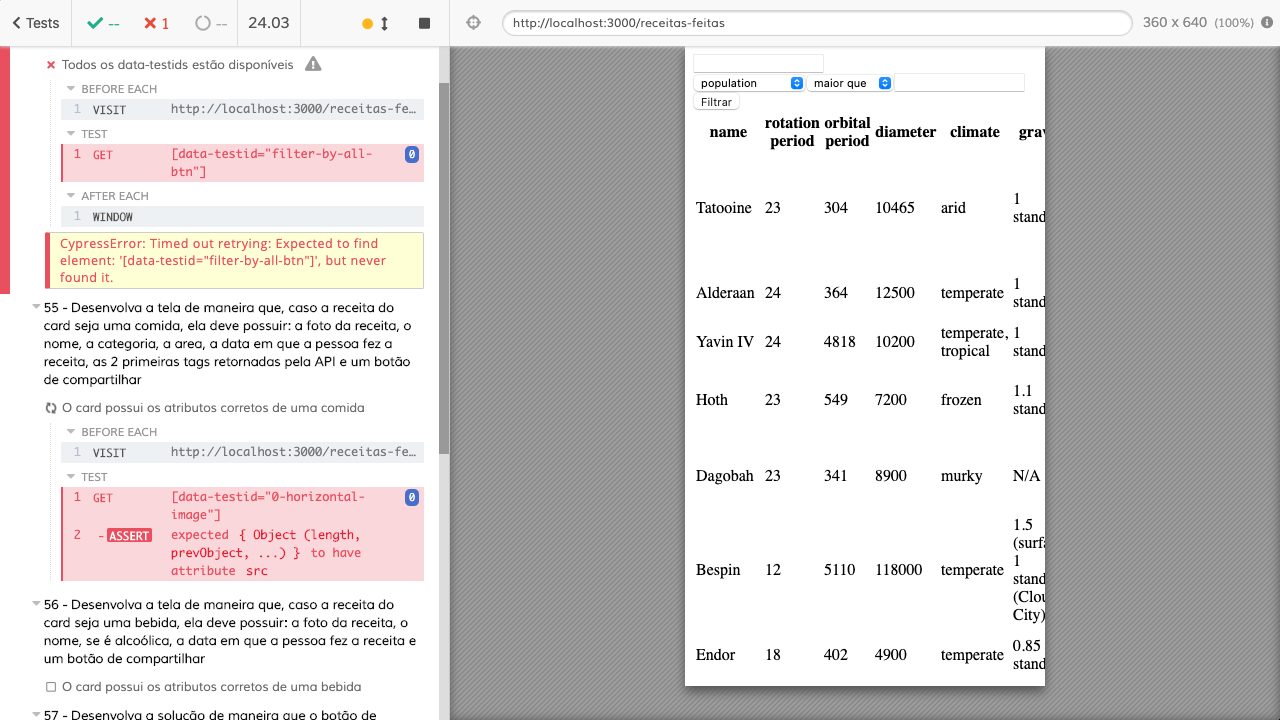 Tests
--
1
--
24.03
http://localhost:3000/receitas-feitas
360 x 640 (100%)
Todos os data-testids estão disponíveis
BEFORE EACH
1 VISIT http://localhost:3000/receitas-fe…
TEST
1 GET [data-testid="filter-by-all-
btn"]
0
AFTER EACH
1 WINDOW
CypressError: Timed out retrying: Expected to find
element: '[data-testid="filter-by-all-btn"]', but never
found it.
55 - Desenvolva a tela de maneira que, caso a receita do
card seja uma comida, ela deve possuir: a foto da receita, o
nome, a categoria, a area, a data em que a pessoa fez a
receita, as 2 primeiras tags retornadas pela API e um botão
de compartilhar
O card possui os atributos corretos de uma comida
BEFORE EACH
1 VISIT http://localhost:3000/receitas-fe…
TEST
1 GET [data-testid="0-horizontal-
image"]
0
2 - ASSERT expected { Object (length,
prevObject, ...) } to have
attribute src
56 - Desenvolva a tela de maneira que, caso a receita do
card seja uma bebida, ela deve possuir: a foto da receita, o
nome, se é alcoólica, a data em que a pessoa fez a receita e
um botão de compartilhar
O card possui os atributos corretos de uma bebida
57 - Desenvolva a solução de maneira que o botão de
population
maior que
Filtrar
name rotation period orbital period diameter climate grav
Tatooine 23 304 10465 arid 1 stand
Alderaan 24 364 12500 temperate 1 stand
Yavin IV 24 4818 10200 temperate, tropical 1 stand
Hoth 23 549 7200 frozen 1.1 stand
Dagobah 23 341 8900 murky N/A
Bespin 12 5110 118000 temperate 1.5 (surfa 1 stand (Clou City)
Endor 18 402 4900 temperate 0.85 stand